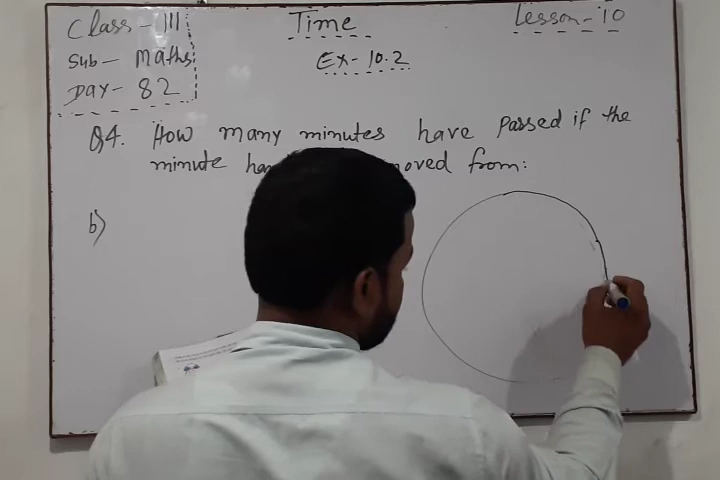 Class - III
Time
Lesson - 10
Sub - Maths
Ex - 10.2
Day - 82
Q4. How many minutes have passed if the
minute from:
b)